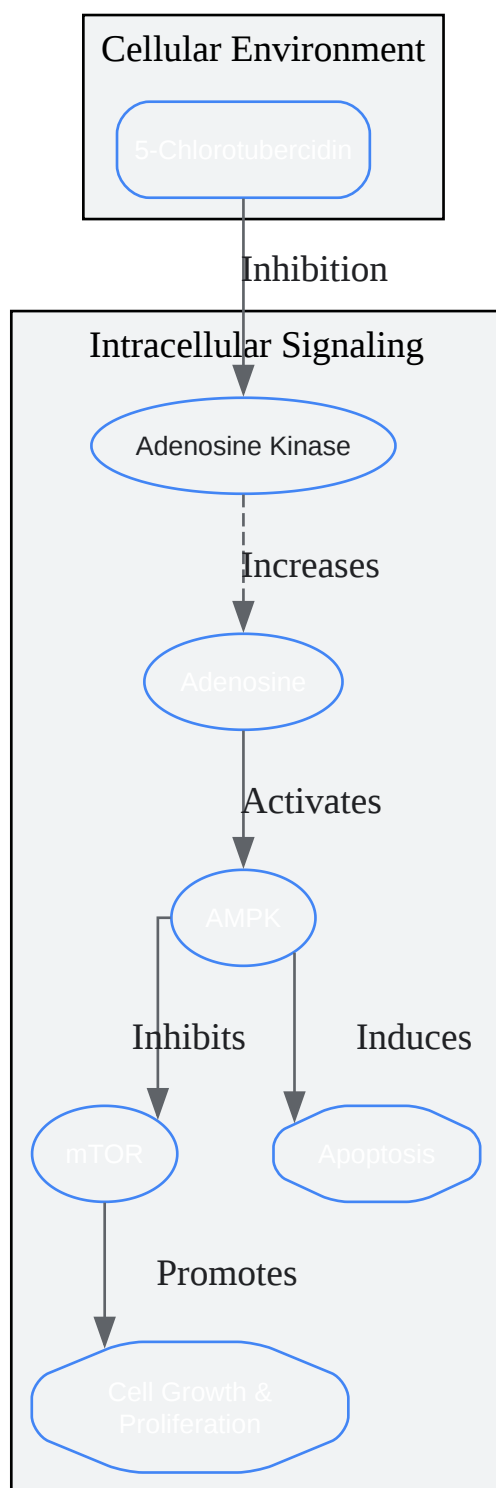 Cellular Environment
5-Chlorotubercidin
Inhibition
Intracellular Signaling
Adenosine Kinase
Increases
Adenosine
Activates
AMPK
Inhibits
Induces
mTOR
Apoptosis
Promotes
Cell Growth &
Proliferation